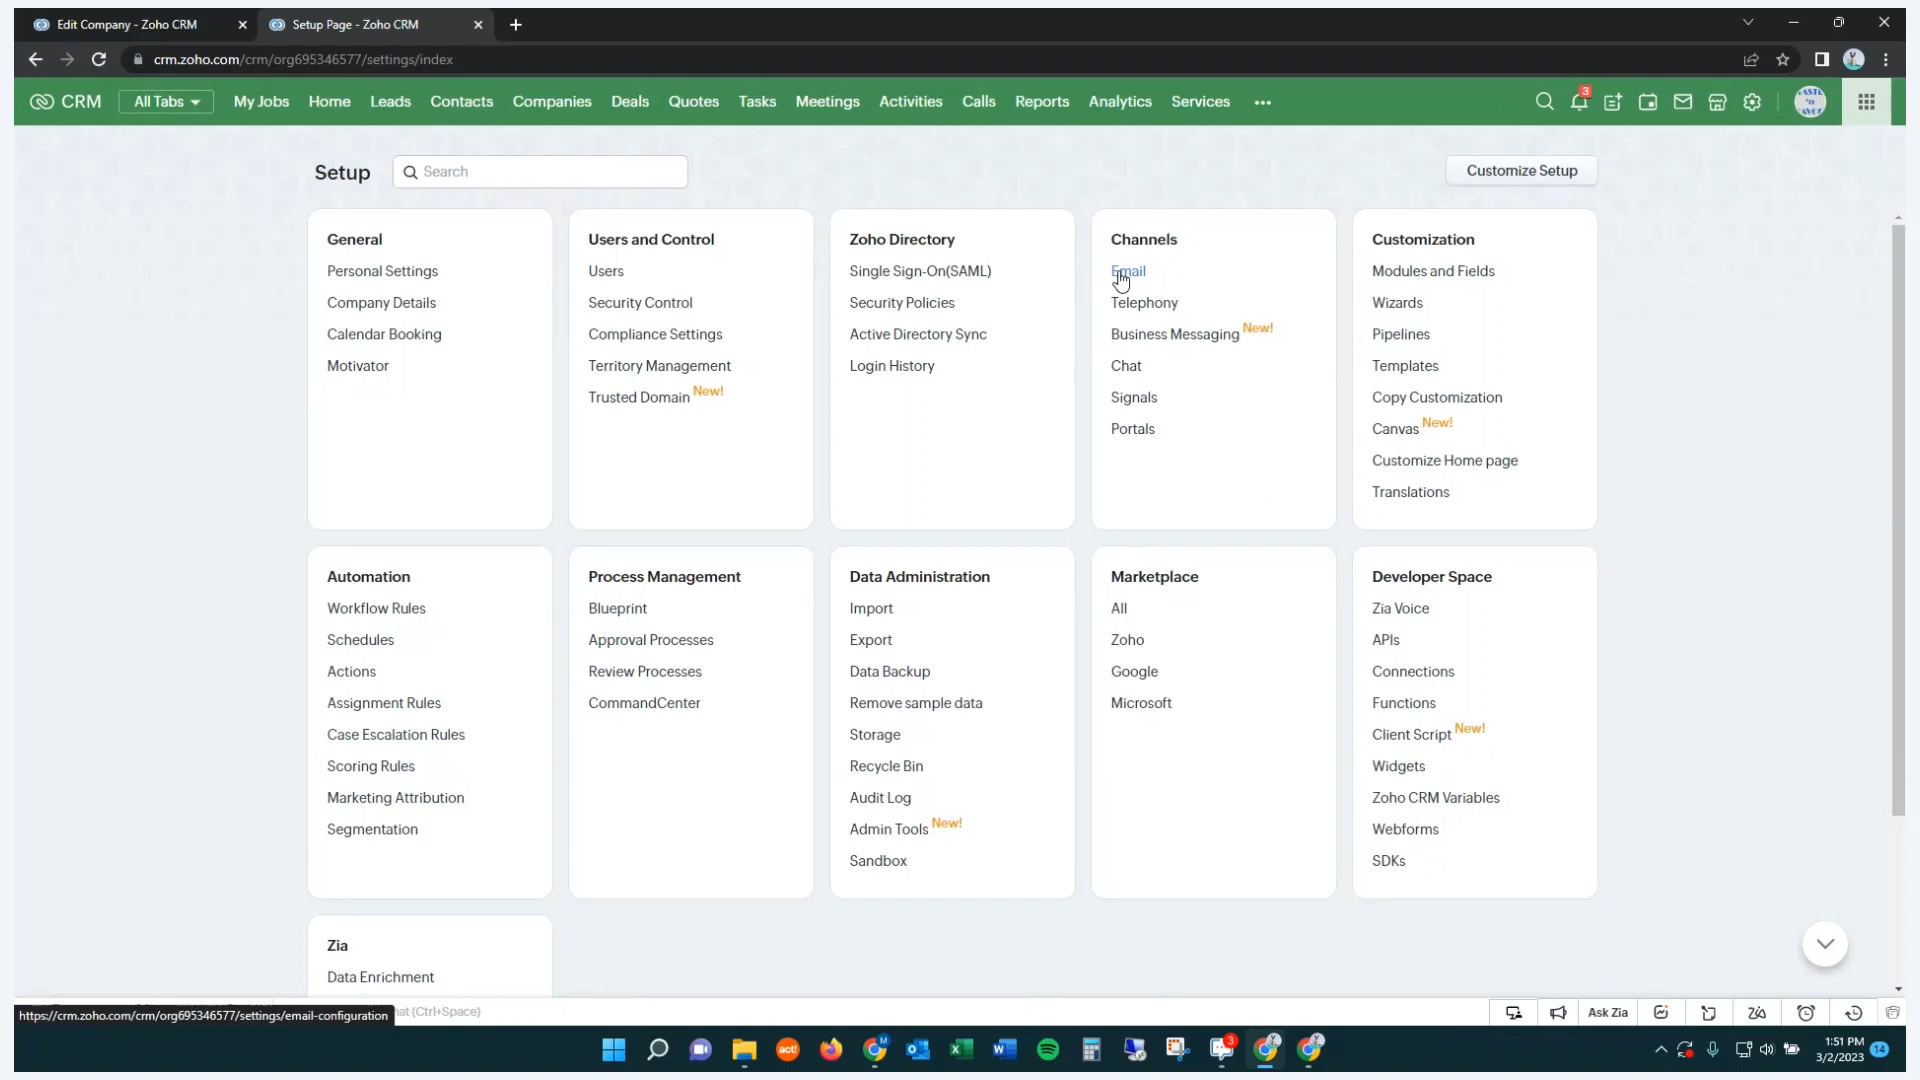 Edit Company - Zoho CRM
Setup Page - Zoho CRM
crm.zoho.com/crm/org695346577/settings/index
CRM
All Tabs
My Jobs
Home
Leads
Contacts
Companies
Deals
Quotes
Tasks
Meetings
Activities
Calls
Reports
Analytics
Services
3
Setup
Search
Customize Setup
General
Personal Settings
Company Details
Calendar Booking
Motivator
Users and Control
Users
Security Control
Compliance Settings
Territory Management
Trusted Domain New!
Zoho Directory
Single Sign-On(SAML)
Security Policies
Active Directory Sync
Login History
Channels
Email
Telephony
Business Messaging New!
Chat
Signals
Portals
Customization
Modules and Fields
Wizards
Pipelines
Templates
Copy Customization
Canvas New!
Customize Home page
Translations
Automation
Workflow Rules
Schedules
Actions
Assignment Rules
Case Escalation Rules
Scoring Rules
Marketing Attribution
Segmentation
Process Management
Blueprint
Approval Processes
Review Processes
CommandCenter
Data Administration
Import
Export
Data Backup
Remove sample data
Storage
Recycle Bin
Audit Log
Admin Tools New!
Sandbox
Marketplace
All
Zoho
Google
Microsoft
Developer Space
Zia Voice
APIs
Connections
Functions
Client Script New!
Widgets
Zoho CRM Variables
Webforms
SDKs
Zia
Data Enrichment
https://crm.zoho.com/crm/org695346577/settings/email-configuration
(Ctrl+Space)
Ask Zia
act!
M
3
1:51 PM
3/2/2023
14